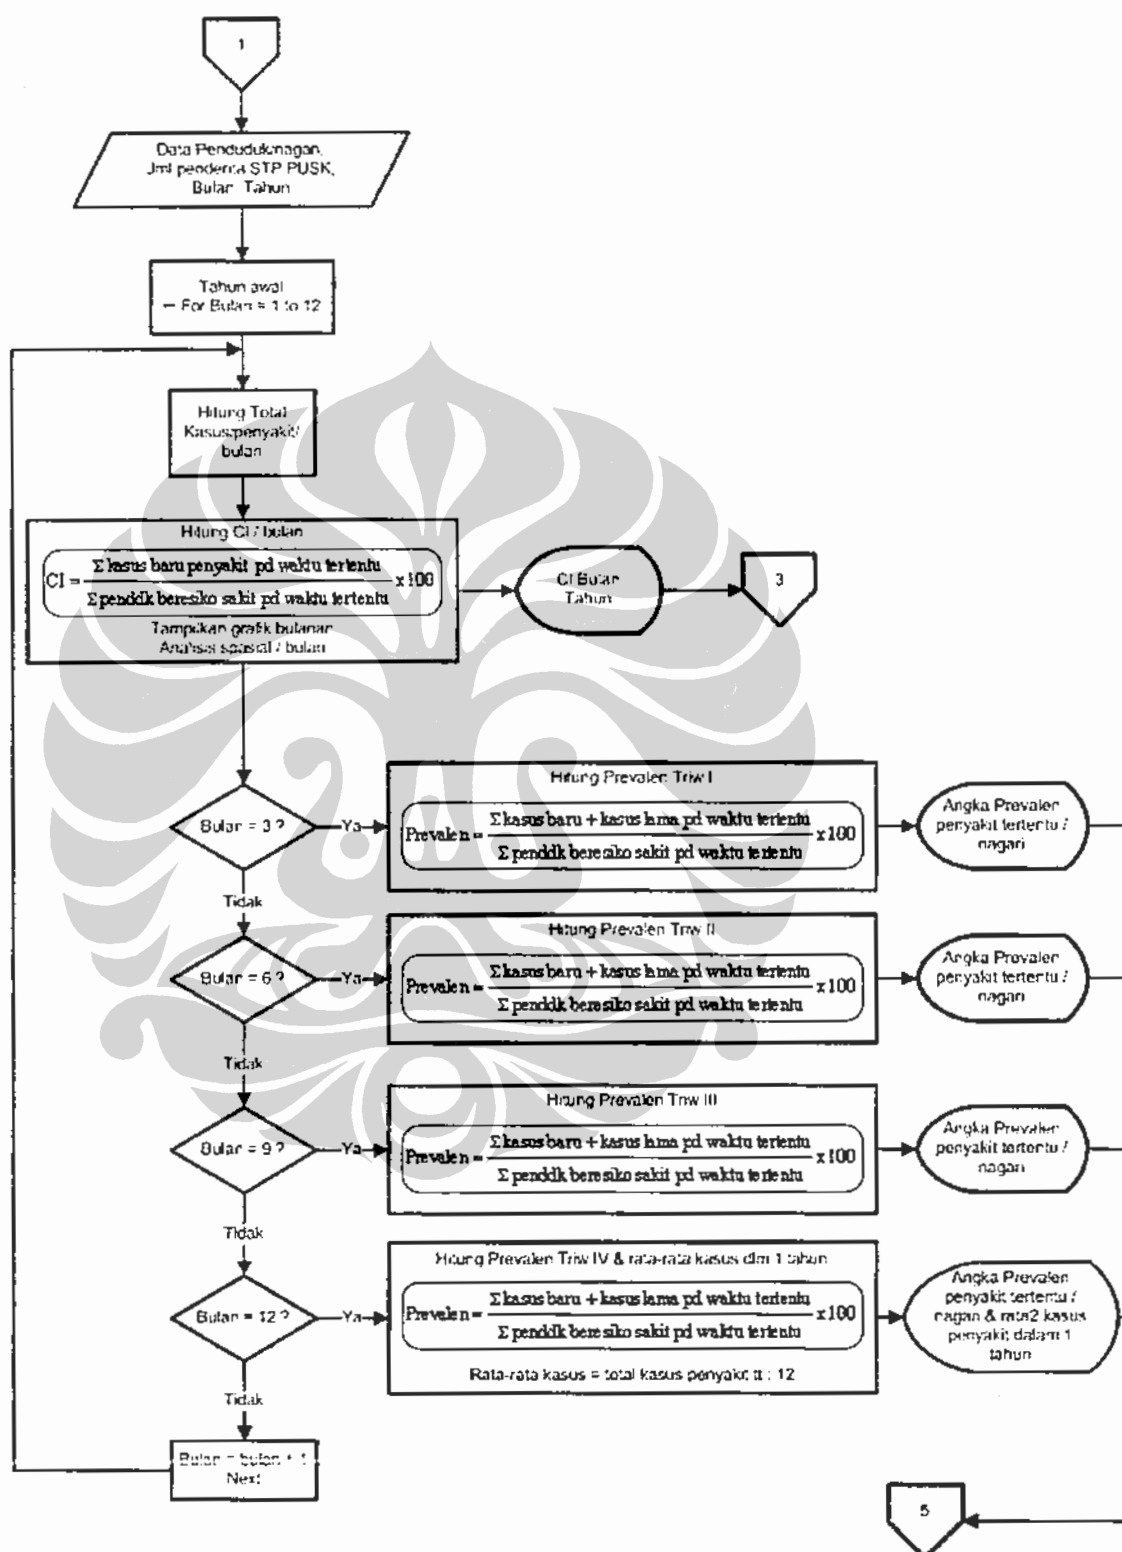 1
Data Penduduk/nagari,
Jml penderita STP PUSK,
Bulan, Tahun
Tahun awal
For Bulan = 1 to 12
Hitung Total
Kasus/penyakit/
bulan
Hitung CI / bulan
CI = Σ kasus baru penyakit pd waktu tertentu
Σ penddk beresiko sakit pd waktu tertentu x100
Tampilkan grafik bulanan
Analisis spasial / bulan
CI Bulan
Tahun
3
Bulan = 3 ?
Ya
Hitung Prevalen Triw I
Prevalen = Σ kasus baru + kasus lama pd waktu tertentu
Σ penddk beresiko sakit pd waktu tertentu x100
Angka Prevalen
penyakit tertentu /
nagari
Tidak
Bulan = 6 ?
Ya
Hitung Prevalen Triw II
Prevalen = Σ kasus baru + kasus lama pd waktu tertentu
Σ penddk beresiko sakit pd waktu tertentu x100
Angka Prevalen
penyakit tertentu /
nagari
Tidak
Bulan = 9 ?
Ya
Hitung Prevalen Triw III
Prevalen = Σ kasus baru + kasus lama pd waktu tertentu
Σ penddk beresiko sakit pd waktu tertentu x100
Angka Prevalen
penyakit tertentu /
nagari
Tidak
Bulan = 12 ?
Ya
Hitung Prevalen Triw IV & rata-rata kasus dlm 1 tahun
Prevalen = Σ kasus baru + kasus lama pd waktu tertentu
Σ penddk beresiko sakit pd waktu tertentu x100
Rata-rata kasus = total kasus penyakit tt : 12
Angka Prevalen
penyakit tertentu /
nagari & rata2 kasus
penyakit dalam 1
tahun
Tidak
Bulan = bulan + 1
Next
5